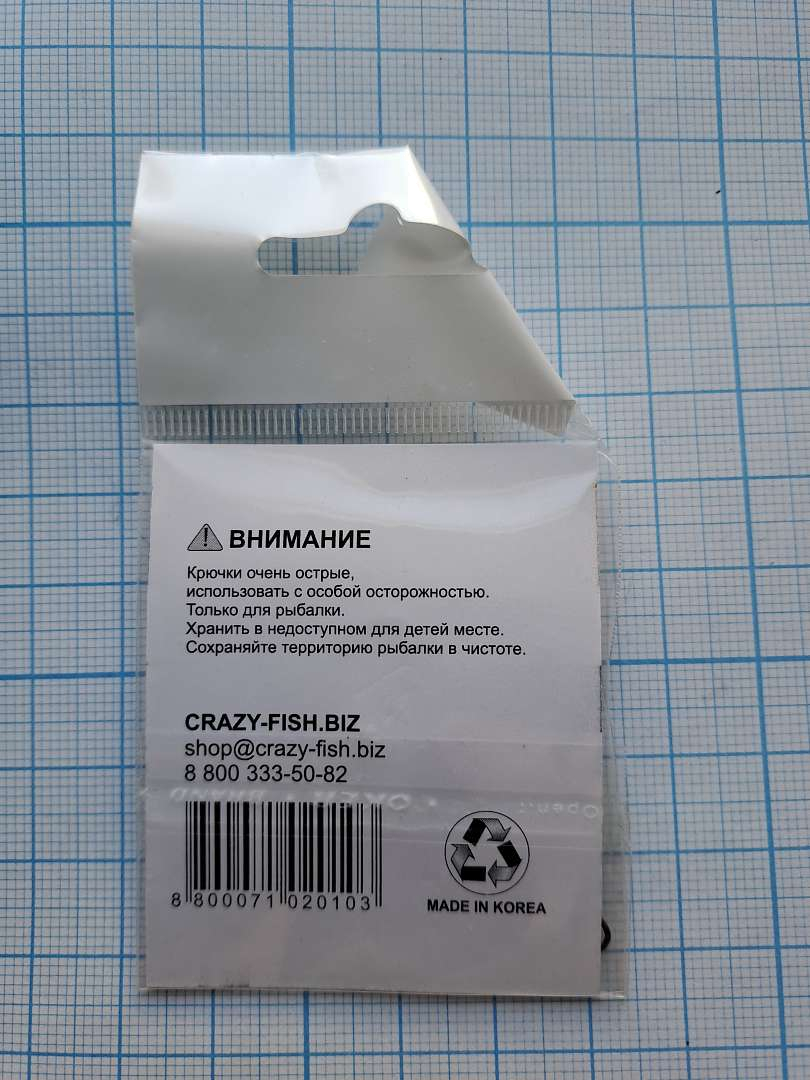 ВНИМАНИЕ
Крючки очень острые,
использовать с особой осторожностью.
Только для рыбалки.
Хранить в недоступном для детей месте.
Сохраняйте территорию рыбалки в чистоте.
CRAZY-FISH.BIZ
shop@crazy-fish.biz
8 800 333-50-82
8 800071 020103
MADE IN KOREA